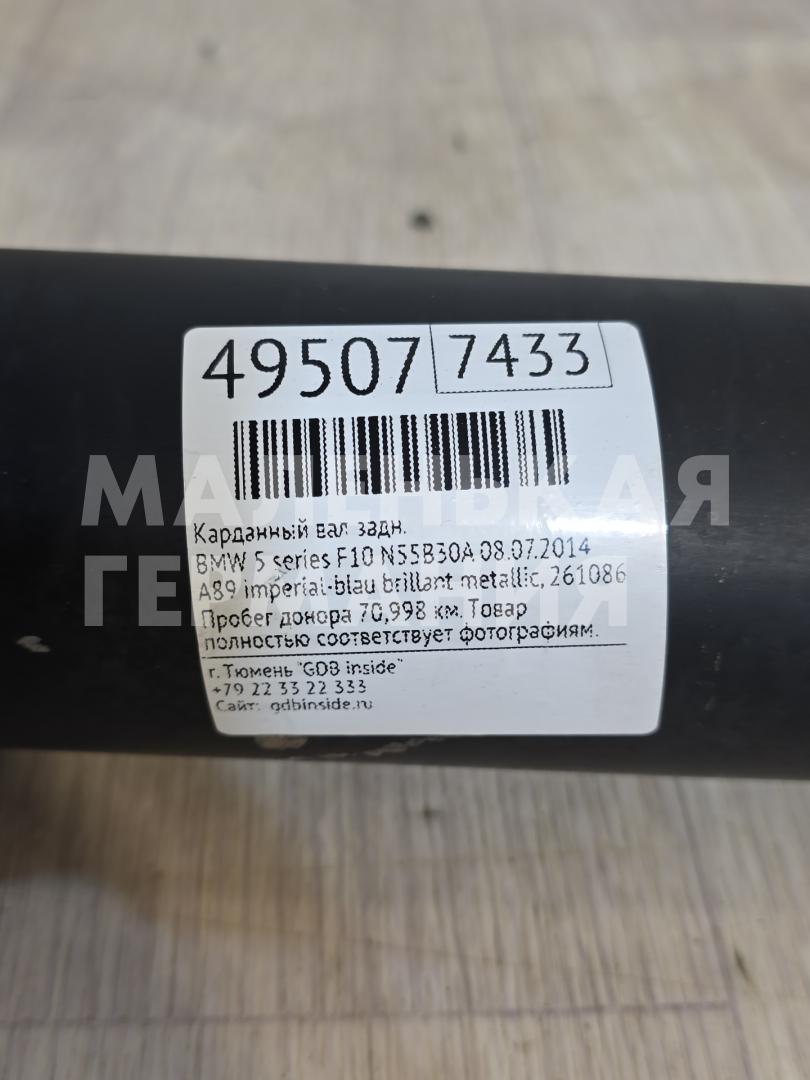 49507 7433
Карданный вал задн.
BMW 5 series F10 N55B30A 08.07.2014
A89 imperial-blau brillant metallic, 261086
Пробег донора 70,998 км. Товар
полностью соответствует фотографиям.
г. Тюмень "GDB inside"
+79 22 33 22 333
Сайт: gdbinside.ru
МАЛЕНЬКАЯ
ГЕРМАНИЯ